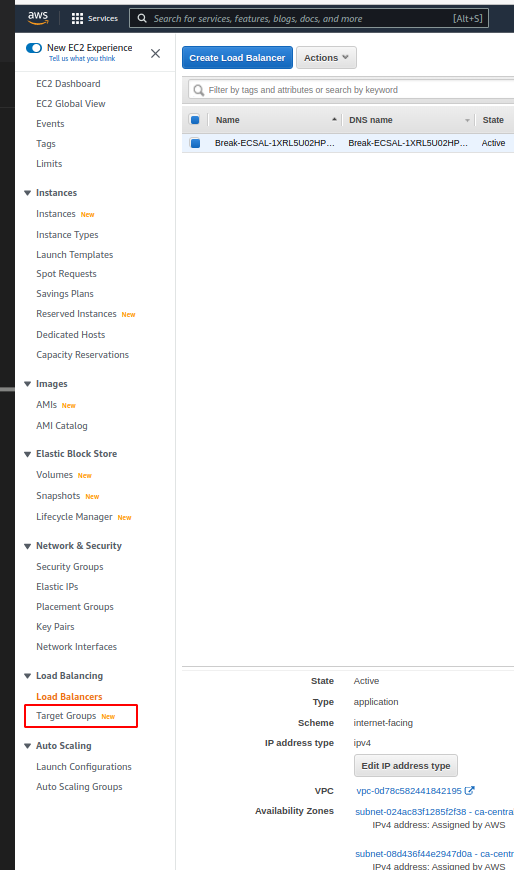 aws Services Search for services, features, blogs, docs, and more [Alt+S]
New EC2 Experience
Tell us what you think
EC2 Dashboard
EC2 Global View
Events
Tags
Limits
Instances
Instances New
Instance Types
Launch Templates
Spot Requests
Savings Plans
Reserved Instances New
Dedicated Hosts
Capacity Reservations
Images
AMIs New
AMI Catalog
Elastic Block Store
Volumes New
Snapshots New
Lifecycle Manager New
Network & Security
Security Groups
Elastic IPs
Placement Groups
Key Pairs
Network Interfaces
Load Balancing
Load Balancers
Target Groups New
Auto Scaling
Launch Configurations
Auto Scaling Groups
Create Load Balancer Actions
Filter by tags and attributes or search by keyword
Name DNS name State
Break-ECSAL-1XRL5U02HP... Break-ECSAL-1XRL5U02HP... Active
State Active
Type application
Scheme internet-facing
IP address type ipv4
Edit IP address type
VPC vpc-0d78c582441842195
Availability Zones subnet-024ac83f1285f2f38 - ca-centra
IPv4 address: Assigned by AWS
subnet-08d436f44e2947d0a - ca-centr
IPv4 address: Assigned by AWS